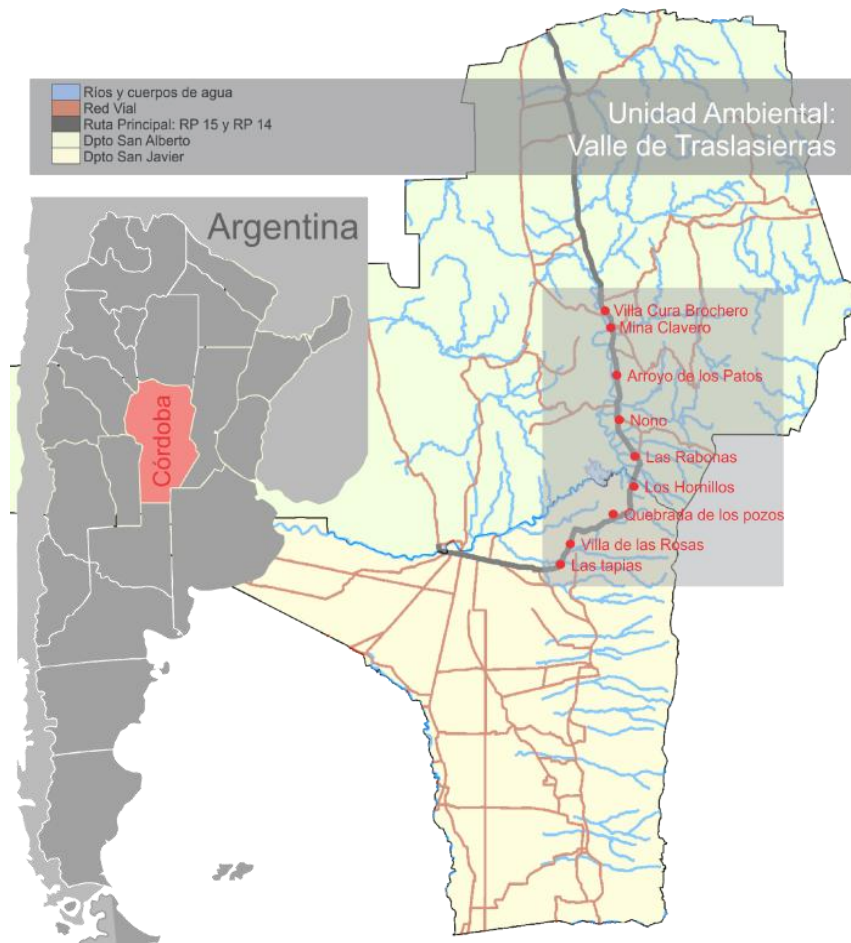 Ríos y cuerpos de agua
Red Vial
Ruta Principal: RP 15 y RP 14
Dpto San Alberto
Dpto San Javier
Unidad Ambiental:
Valle de Traslasierras
Argentina
Córdoba
Villa Cura Brochero
Mina Clavero
Arroyo de los Patos
Nono
Las Rabonas
Los Hornillos
Quebrada de los pozos
Villa de las Rosas
Las tapias